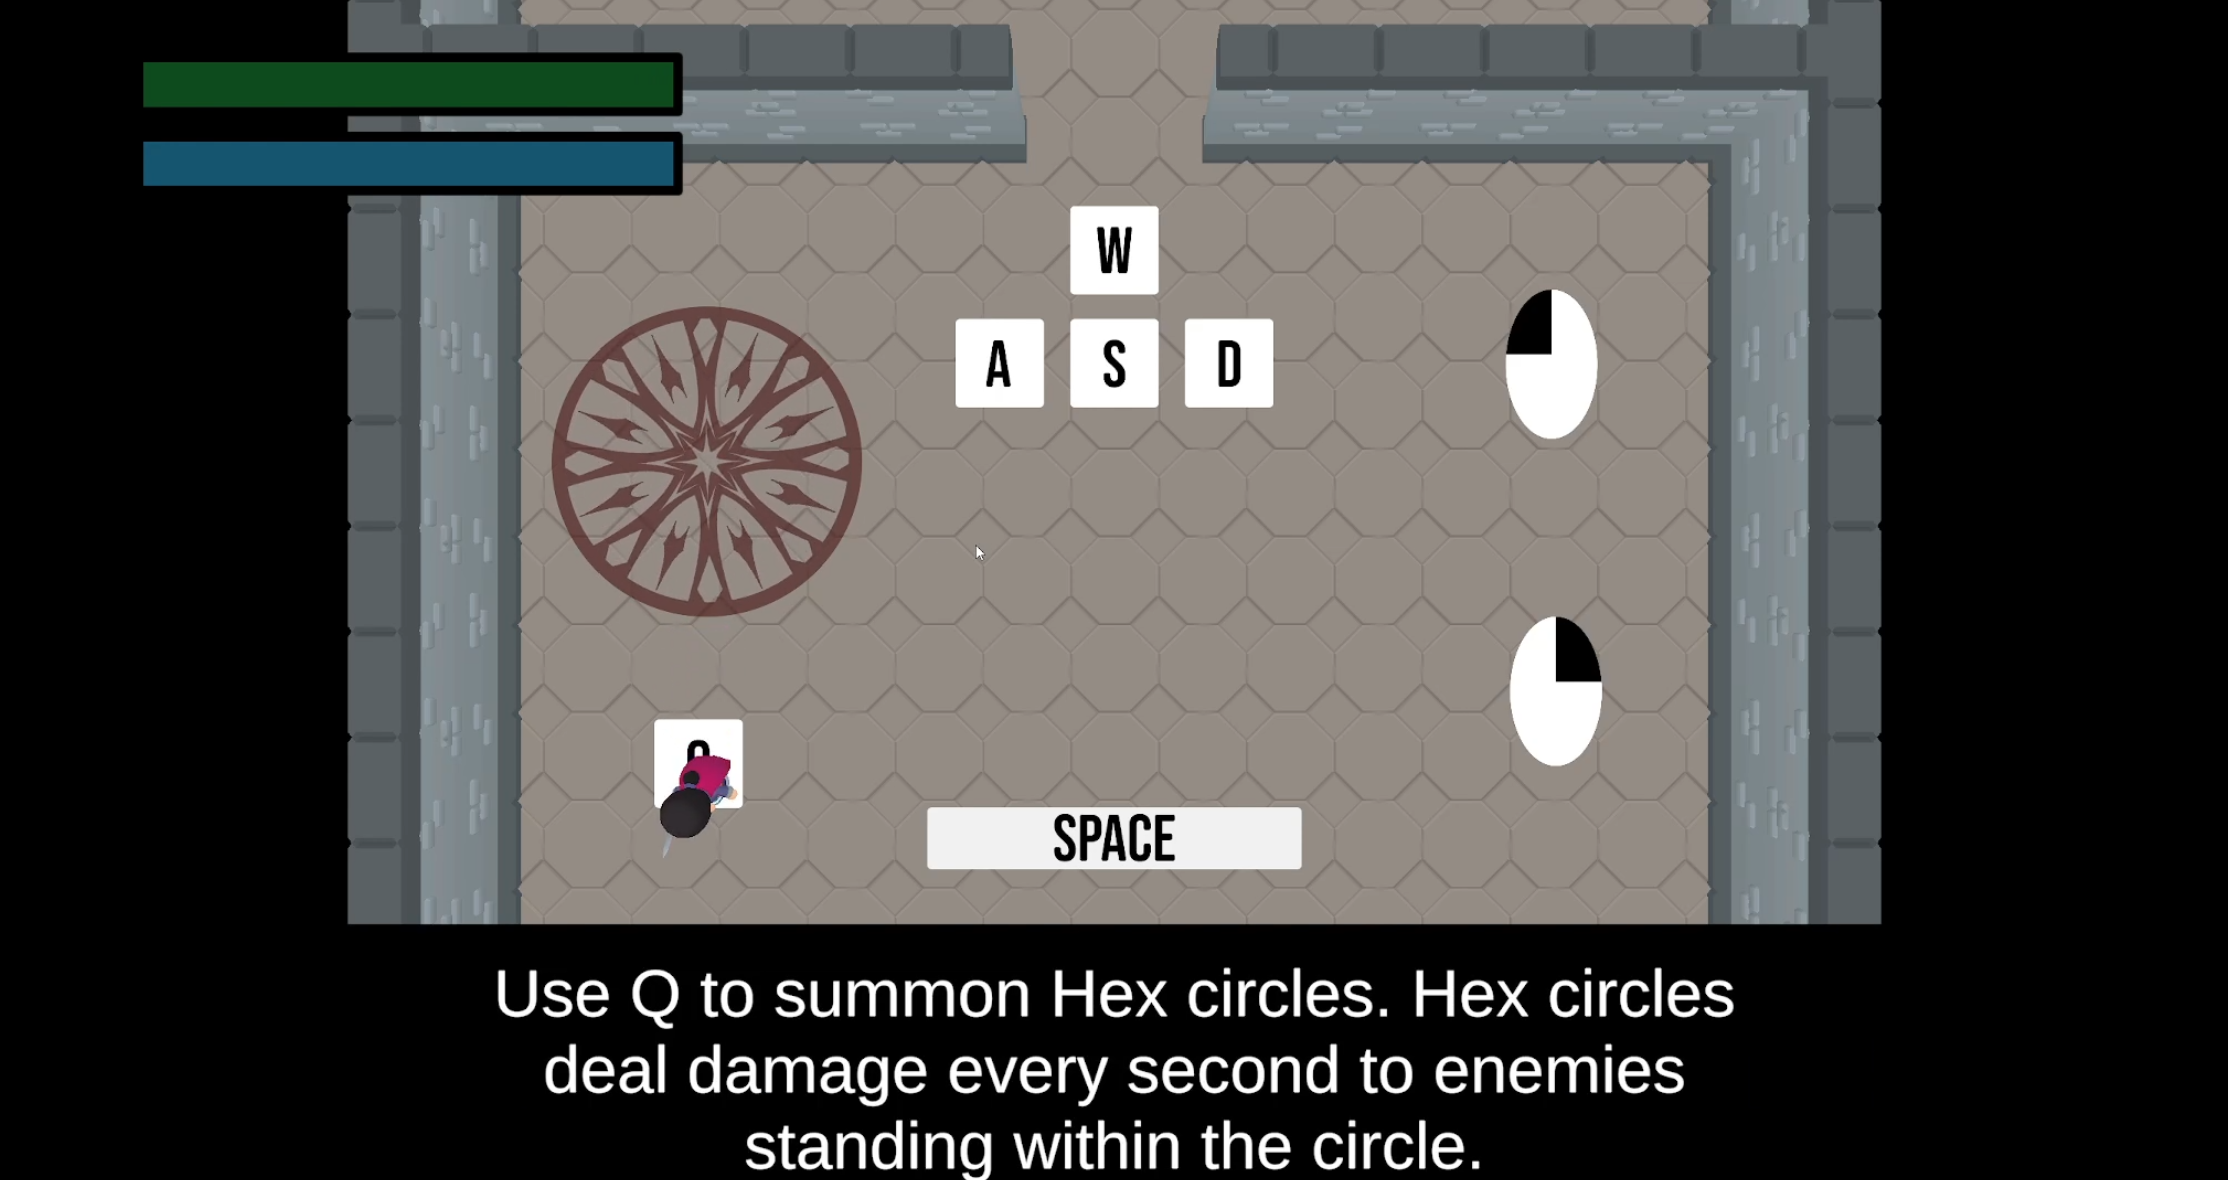 W
A S D
SPACE
Use Q to summon Hex circles. Hex circles
deal damage every second to enemies
standing within the circle.